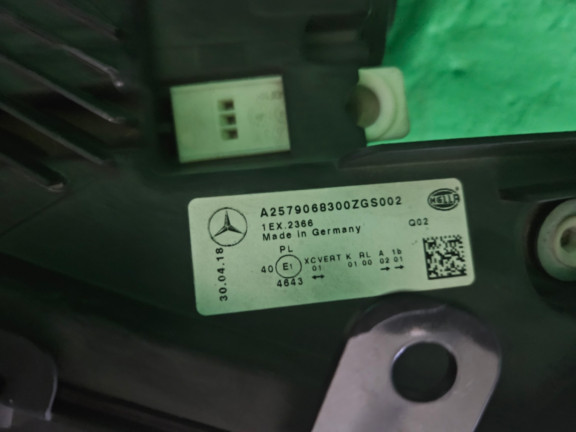 A2579068300ZGS002
HELLA
1EX.2366
Made in Germany
Q02
30.04.18
PL
40 E1 XCVERT K RL A 1b
01 01 00 02 01
4643